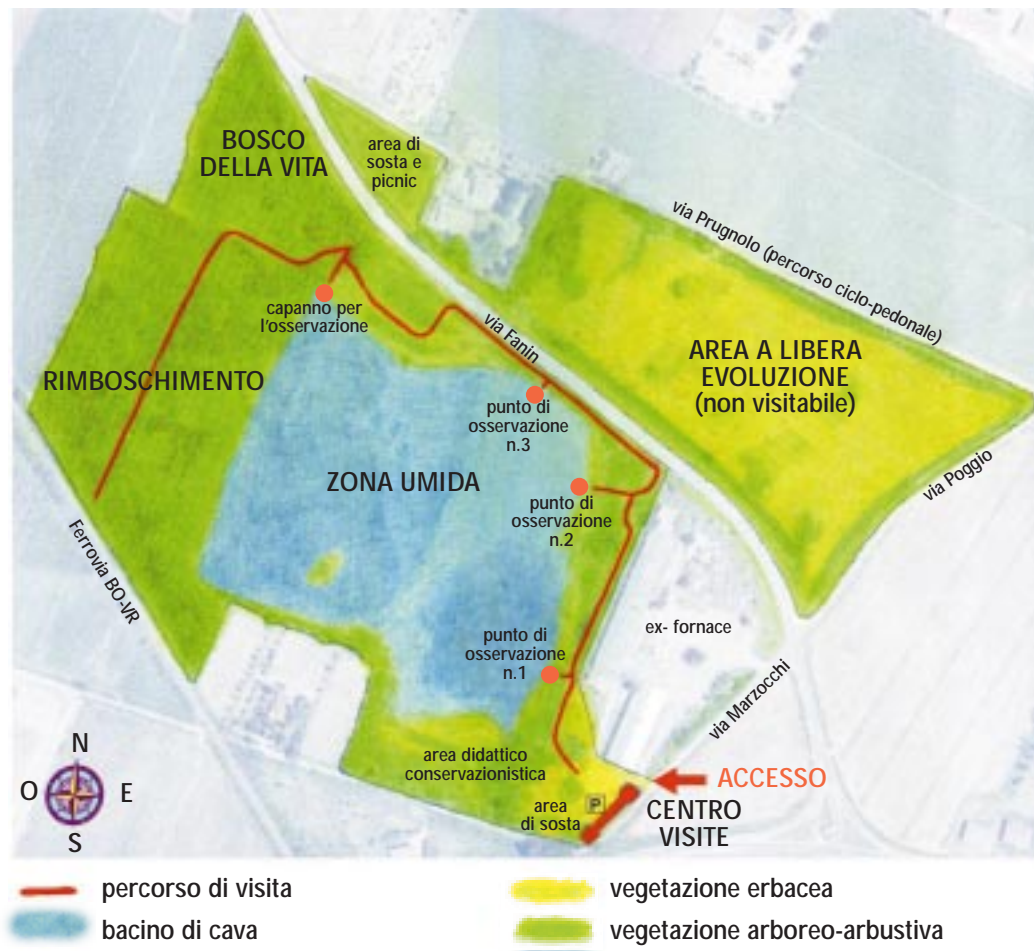 BOSCO
DELLA VITA
area di
sosta e
picnic
via Prugnolo (percorso ciclo-pedonale)
capanno per
l'osservazione
via Fanin
AREA A LIBERA
EVOLUZIONE
(non visitabile)
RIMBOSCHIMENTO
punto di
osservazione
n.3
ZONA UMIDA
via Poggio
punto di
osservazione
n.2
Ferrovia BO-VR
ex- fornace
punto di
osservazione
n.1
via Marzocchi
area didattico
conservazionistica
N
O E
S
ACCESSO
P
area
di sosta
CENTRO
VISITE
percorso di visita
vegetazione erbacea
bacino di cava
vegetazione arboreo-arbustiva